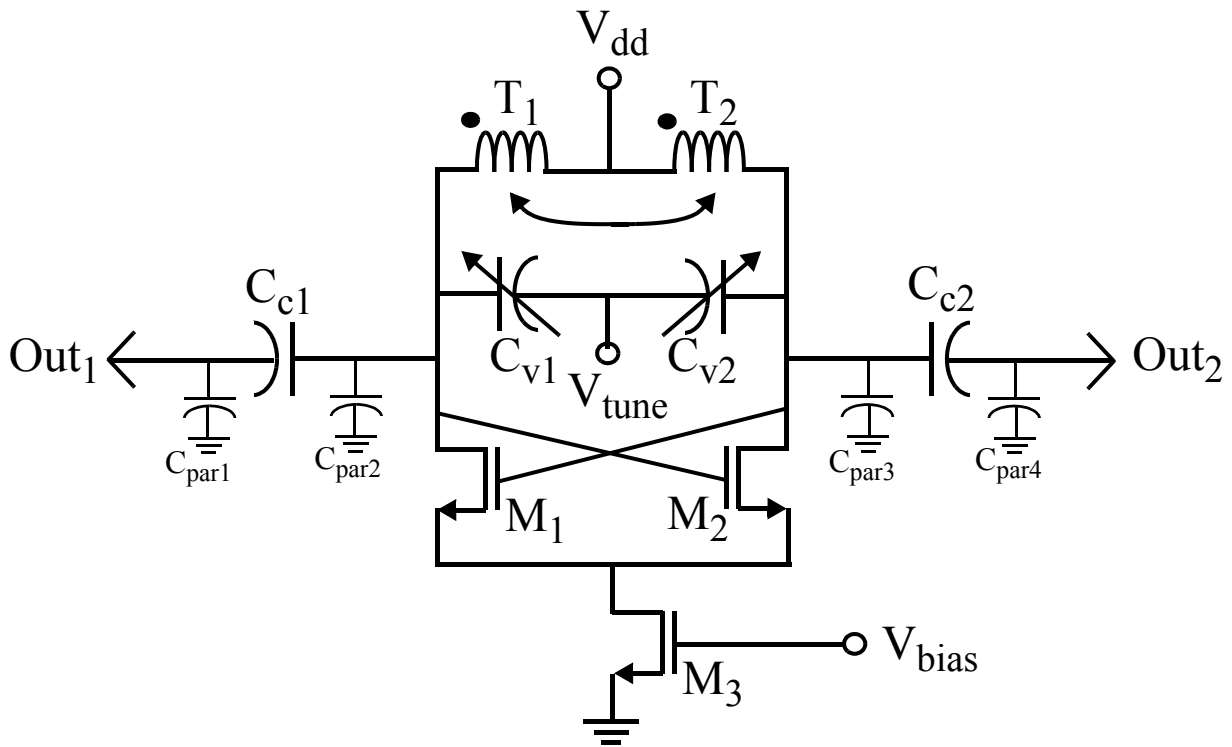 V_dd
T_1 T_2
C_c1 C_c2
Out_1 C_v1 C_v2 Out_2
V_tune
C_par1 C_par2 C_par3 C_par4
M_1 M_2
V_bias
M_3